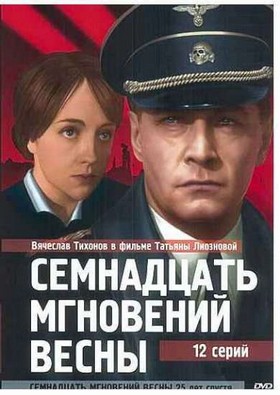 Вячеслав Тихонов в фильме Татьяны Лиозновой
СЕМНАДЦАТЬ
МГНОВЕНИЙ
ВЕСНЫ
12 серий
СЕМНАДЦАТЬ МГНОВЕНИЙ ВЕСНЫ 25 лет спустя
DVD